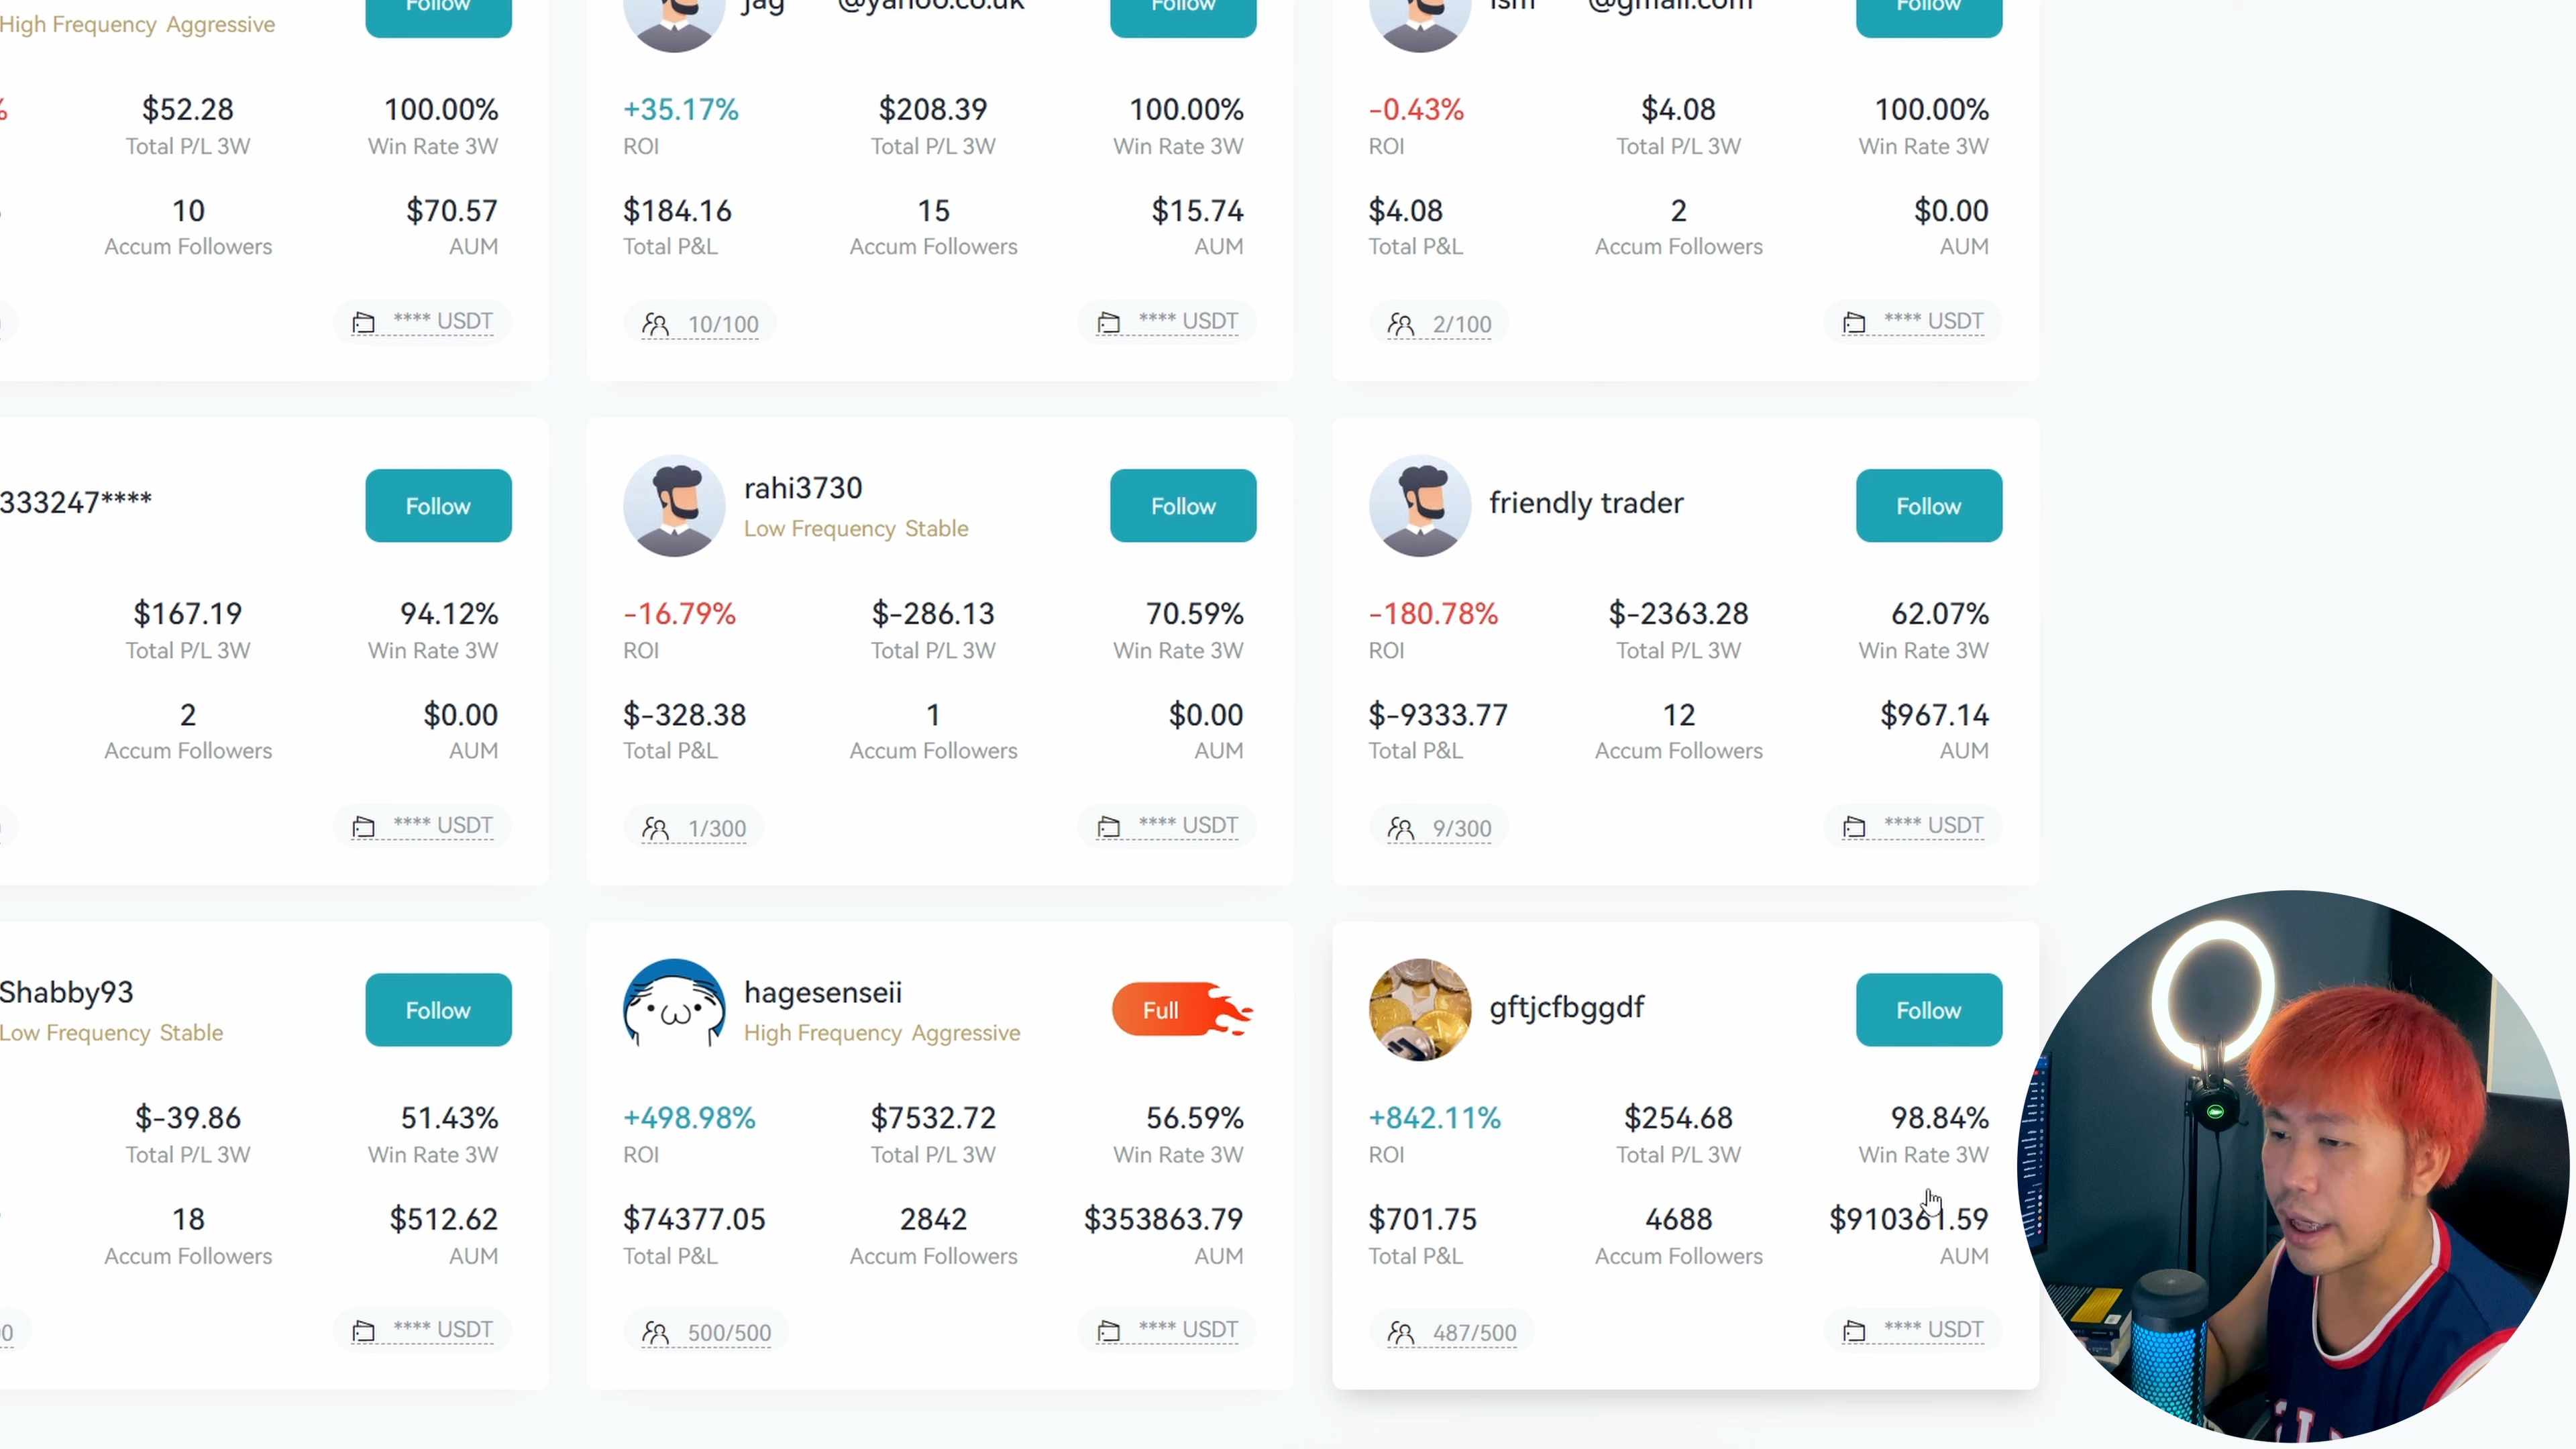 High Frequency Aggressive
Follow
jag @yahoo.co.uk
Follow
ism @gmail.com
Follow
%
$52.28
100.00%
Total P/L 3W
Win Rate 3W
10
$70.57
Accum Followers
AUM
**** USDT
+35.17%
$208.39
100.00%
ROI
Total P/L 3W
Win Rate 3W
$184.16
15
$15.74
Total P&L
Accum Followers
AUM
10/100
**** USDT
-0.43%
$4.08
100.00%
ROI
Total P/L 3W
Win Rate 3W
$4.08
2
$0.00
Total P&L
Accum Followers
AUM
2/100
**** USDT
333247****
Follow
$167.19
94.12%
Total P/L 3W
Win Rate 3W
2
$0.00
Accum Followers
AUM
**** USDT
rahi3730
Low Frequency Stable
Follow
-16.79%
$-286.13
70.59%
ROI
Total P/L 3W
Win Rate 3W
$-328.38
1
$0.00
Total P&L
Accum Followers
AUM
1/300
**** USDT
friendly trader
Follow
-180.78%
$-2363.28
62.07%
ROI
Total P/L 3W
Win Rate 3W
$-9333.77
12
$967.14
Total P&L
Accum Followers
AUM
9/300
**** USDT
Shabby93
Low Frequency Stable
Follow
$-39.86
51.43%
Total P/L 3W
Win Rate 3W
18
$512.62
Accum Followers
AUM
0
**** USDT
hagesenseii
High Frequency Aggressive
Full
+498.98%
$7532.72
56.59%
ROI
Total P/L 3W
Win Rate 3W
$74377.05
2842
$353863.79
Total P&L
Accum Followers
AUM
500/500
**** USDT
gftjcfbggdf
Follow
+842.11%
$254.68
98.84%
ROI
Total P/L 3W
Win Rate 3W
$701.75
4688
$910361.59
Total P&L
Accum Followers
AUM
487/500
**** USDT